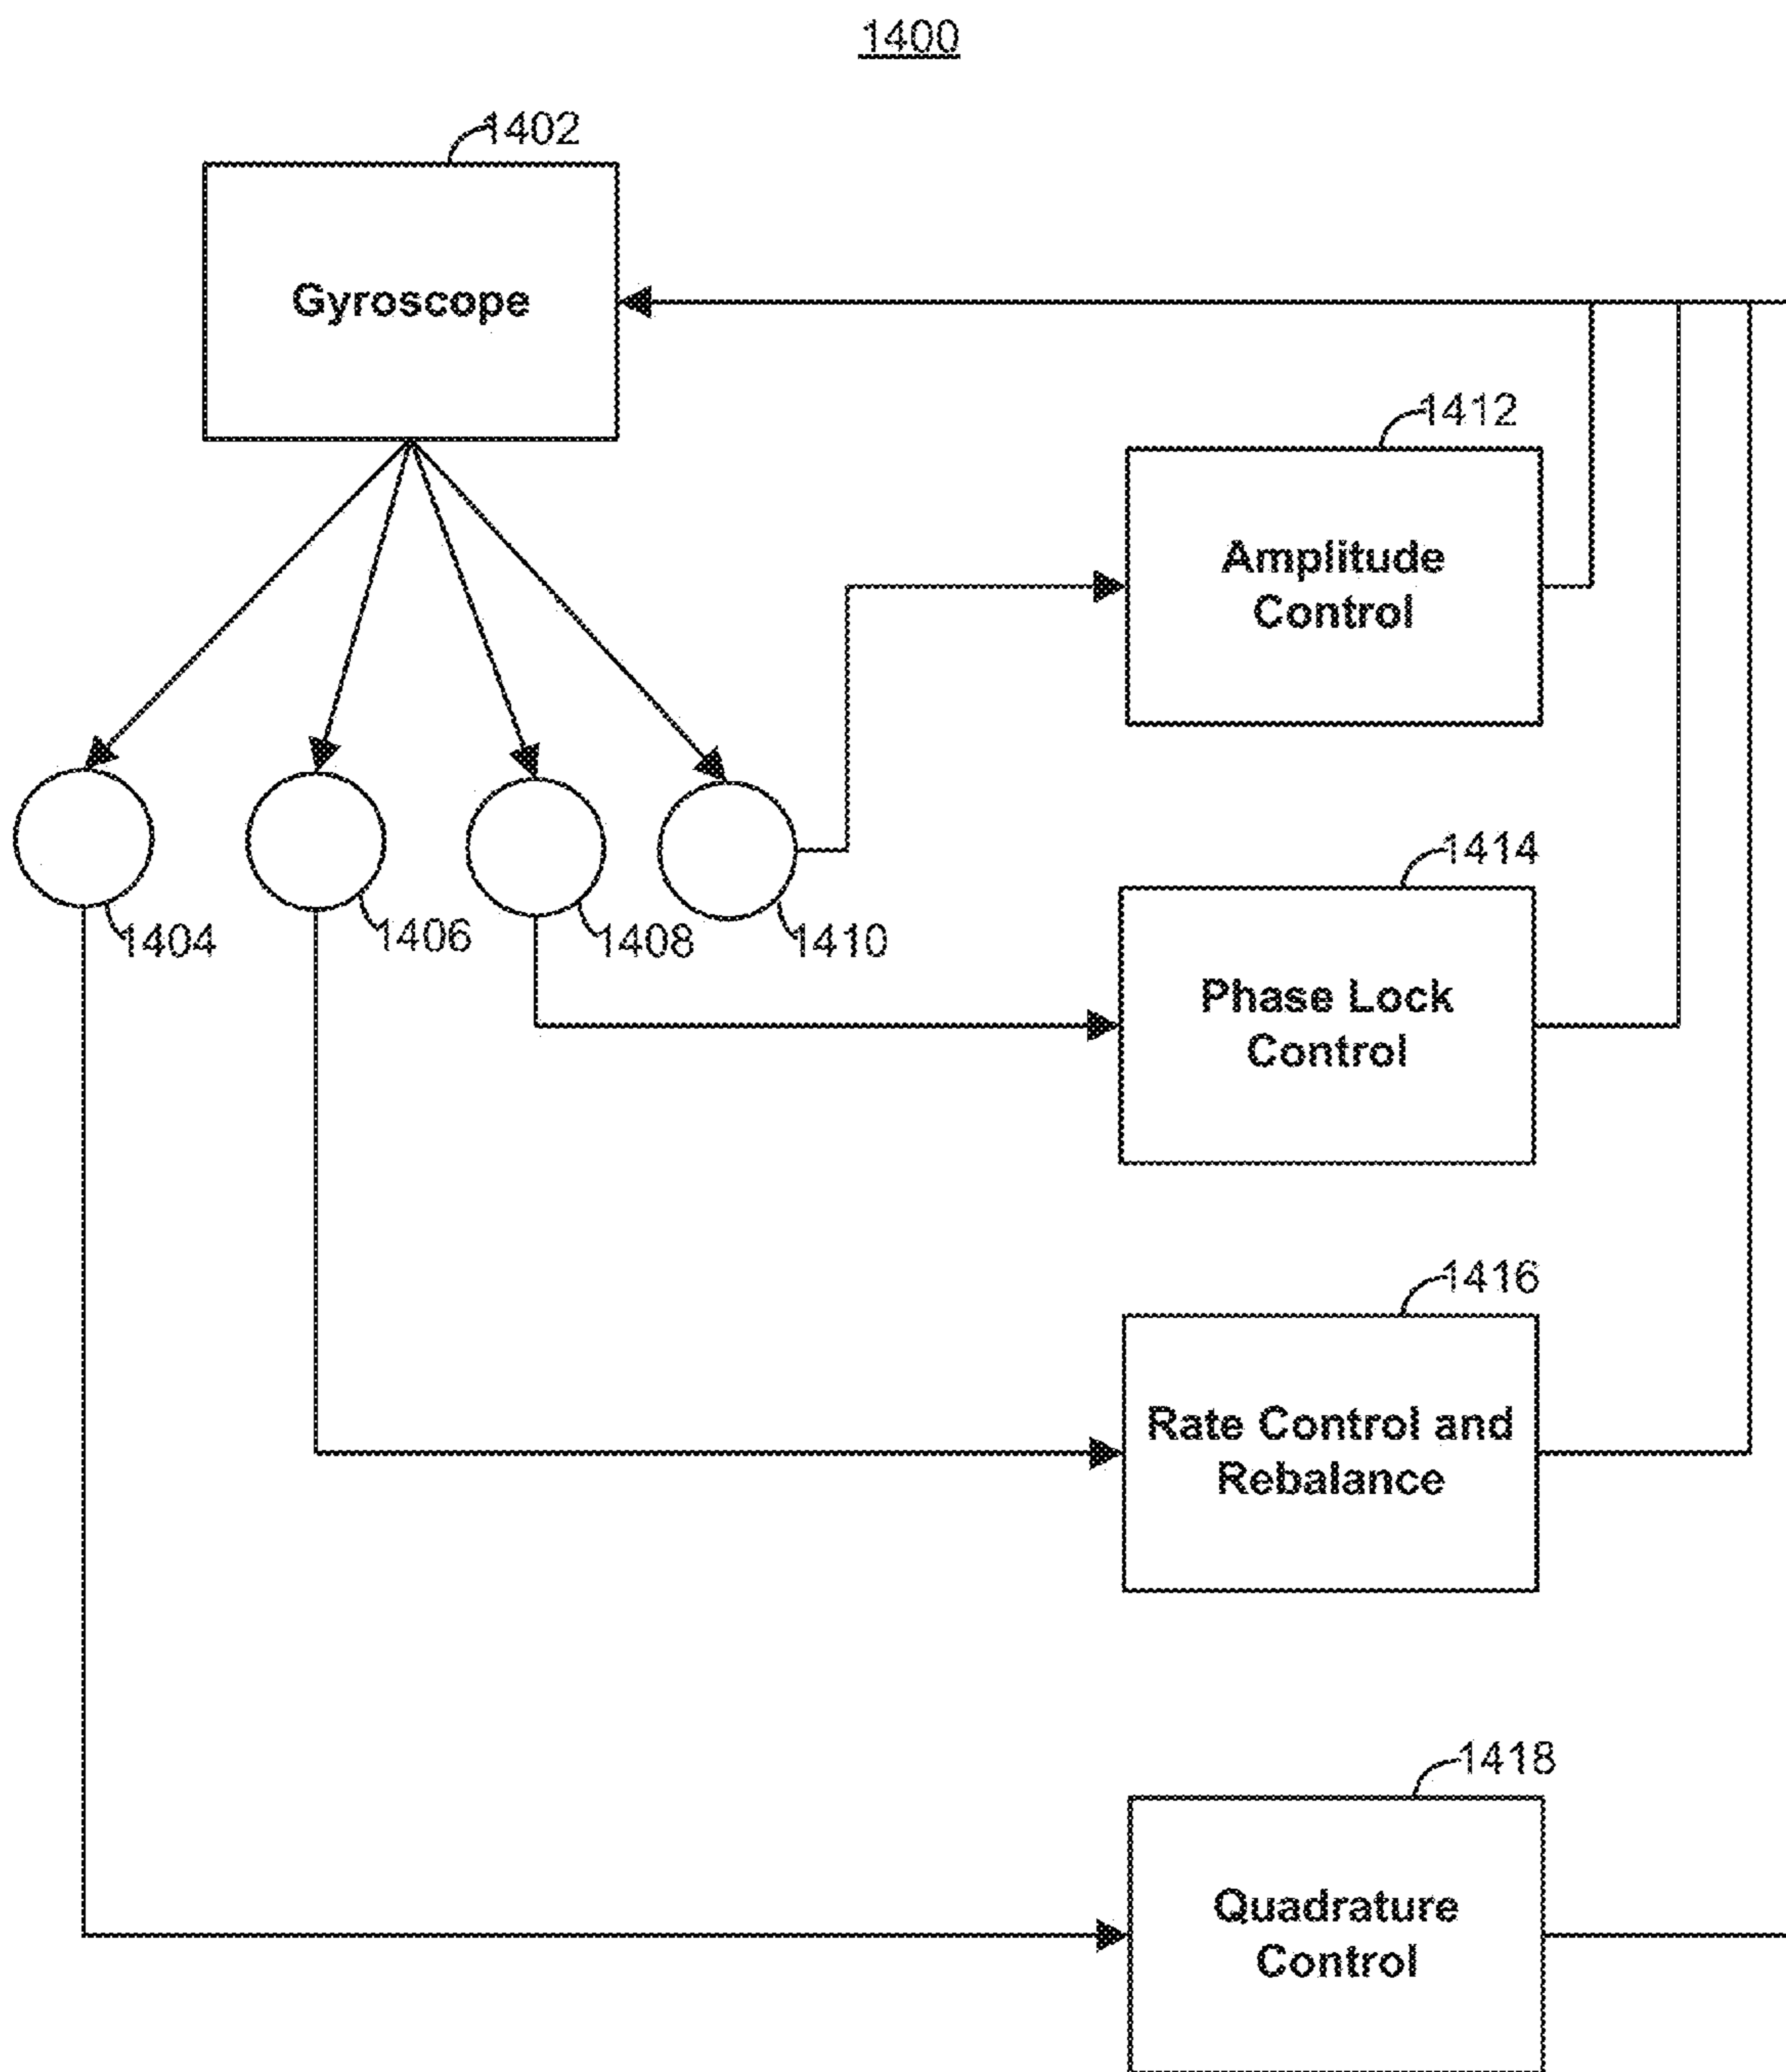 1400
1402
Gyroscope
1412
Amplitude
Control
1404
1406
1408
1410
1414
Phase Lock
Control
1416
Rate Control and
Rebalance
1418
Quadrature
Control